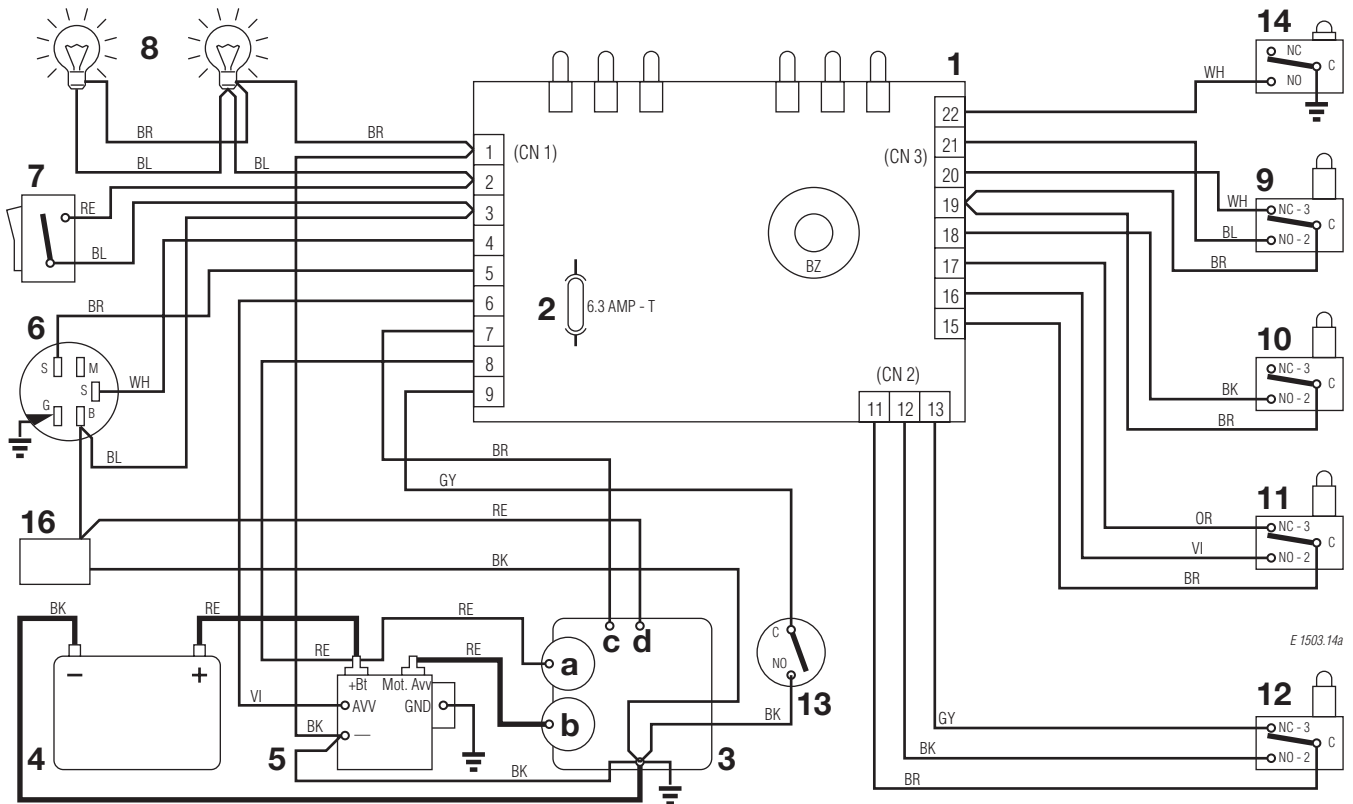 8
14
1
NC
C
NO
WH
BR
BR
BL
BL
22
(CN 1)
1
21
(CN 3)
7
2
20
9
RE
3
19
WH
NC - 3
C
BL
NO - 2
BL
4
18
BR
5
17
BZ
6
16
BR
2
6.3 AMP - T
6
7
15
10
S
M
8
NC - 3
C
S
WH
9
(CN 2)
BK
NO - 2
G
B
11
12
13
BR
BL
BR
GY
11
16
RE
OR
NC - 3
C
VI
NO - 2
BK
BR
BK
RE
RE
E 1503.14a
c
d
C
RE
RE
a
NO
–
+
+Bt
Mot. Avv
12
13
VI
AVV
GND
GY
NC - 3
b
BK
C
BK
—
BK
NO - 2
4
5
3
BK
BR